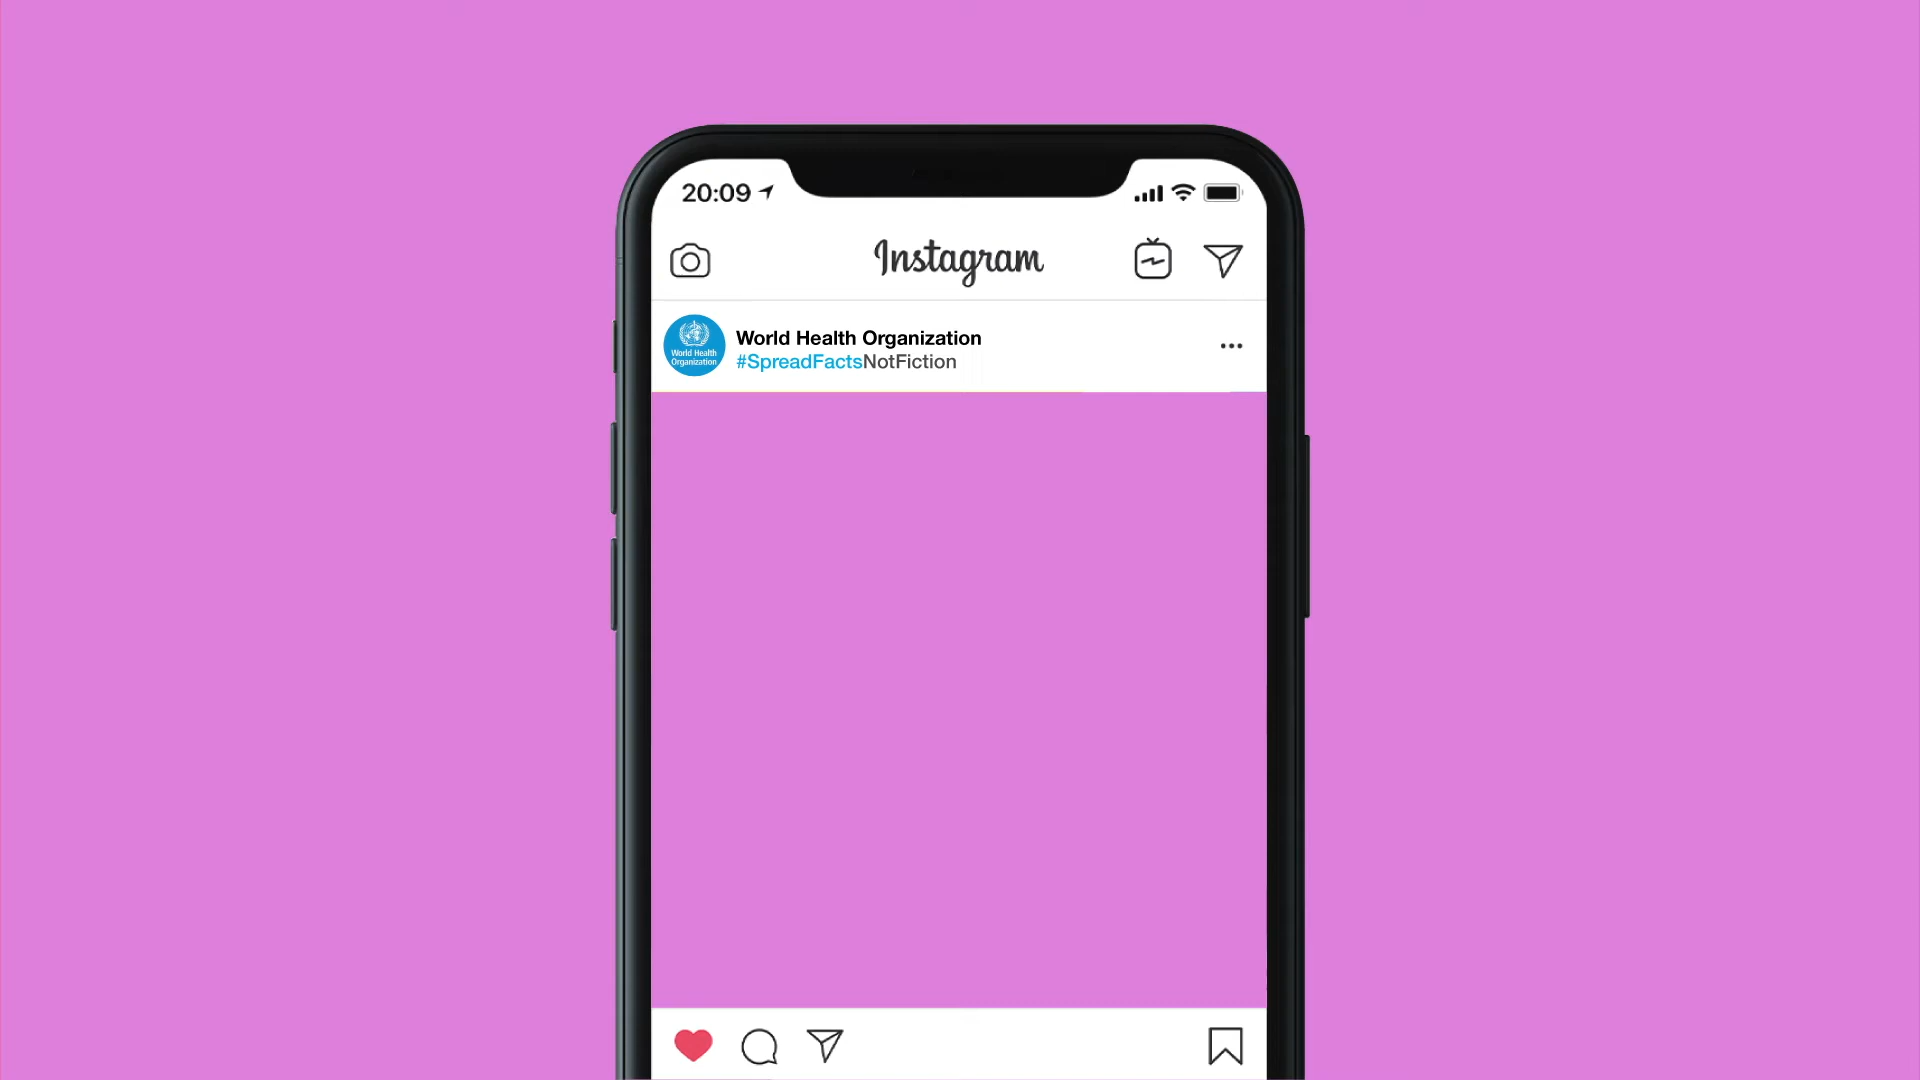 20:09
Instagram
World Health Organization
#SpreadFactsNotFiction
World Health
Organization